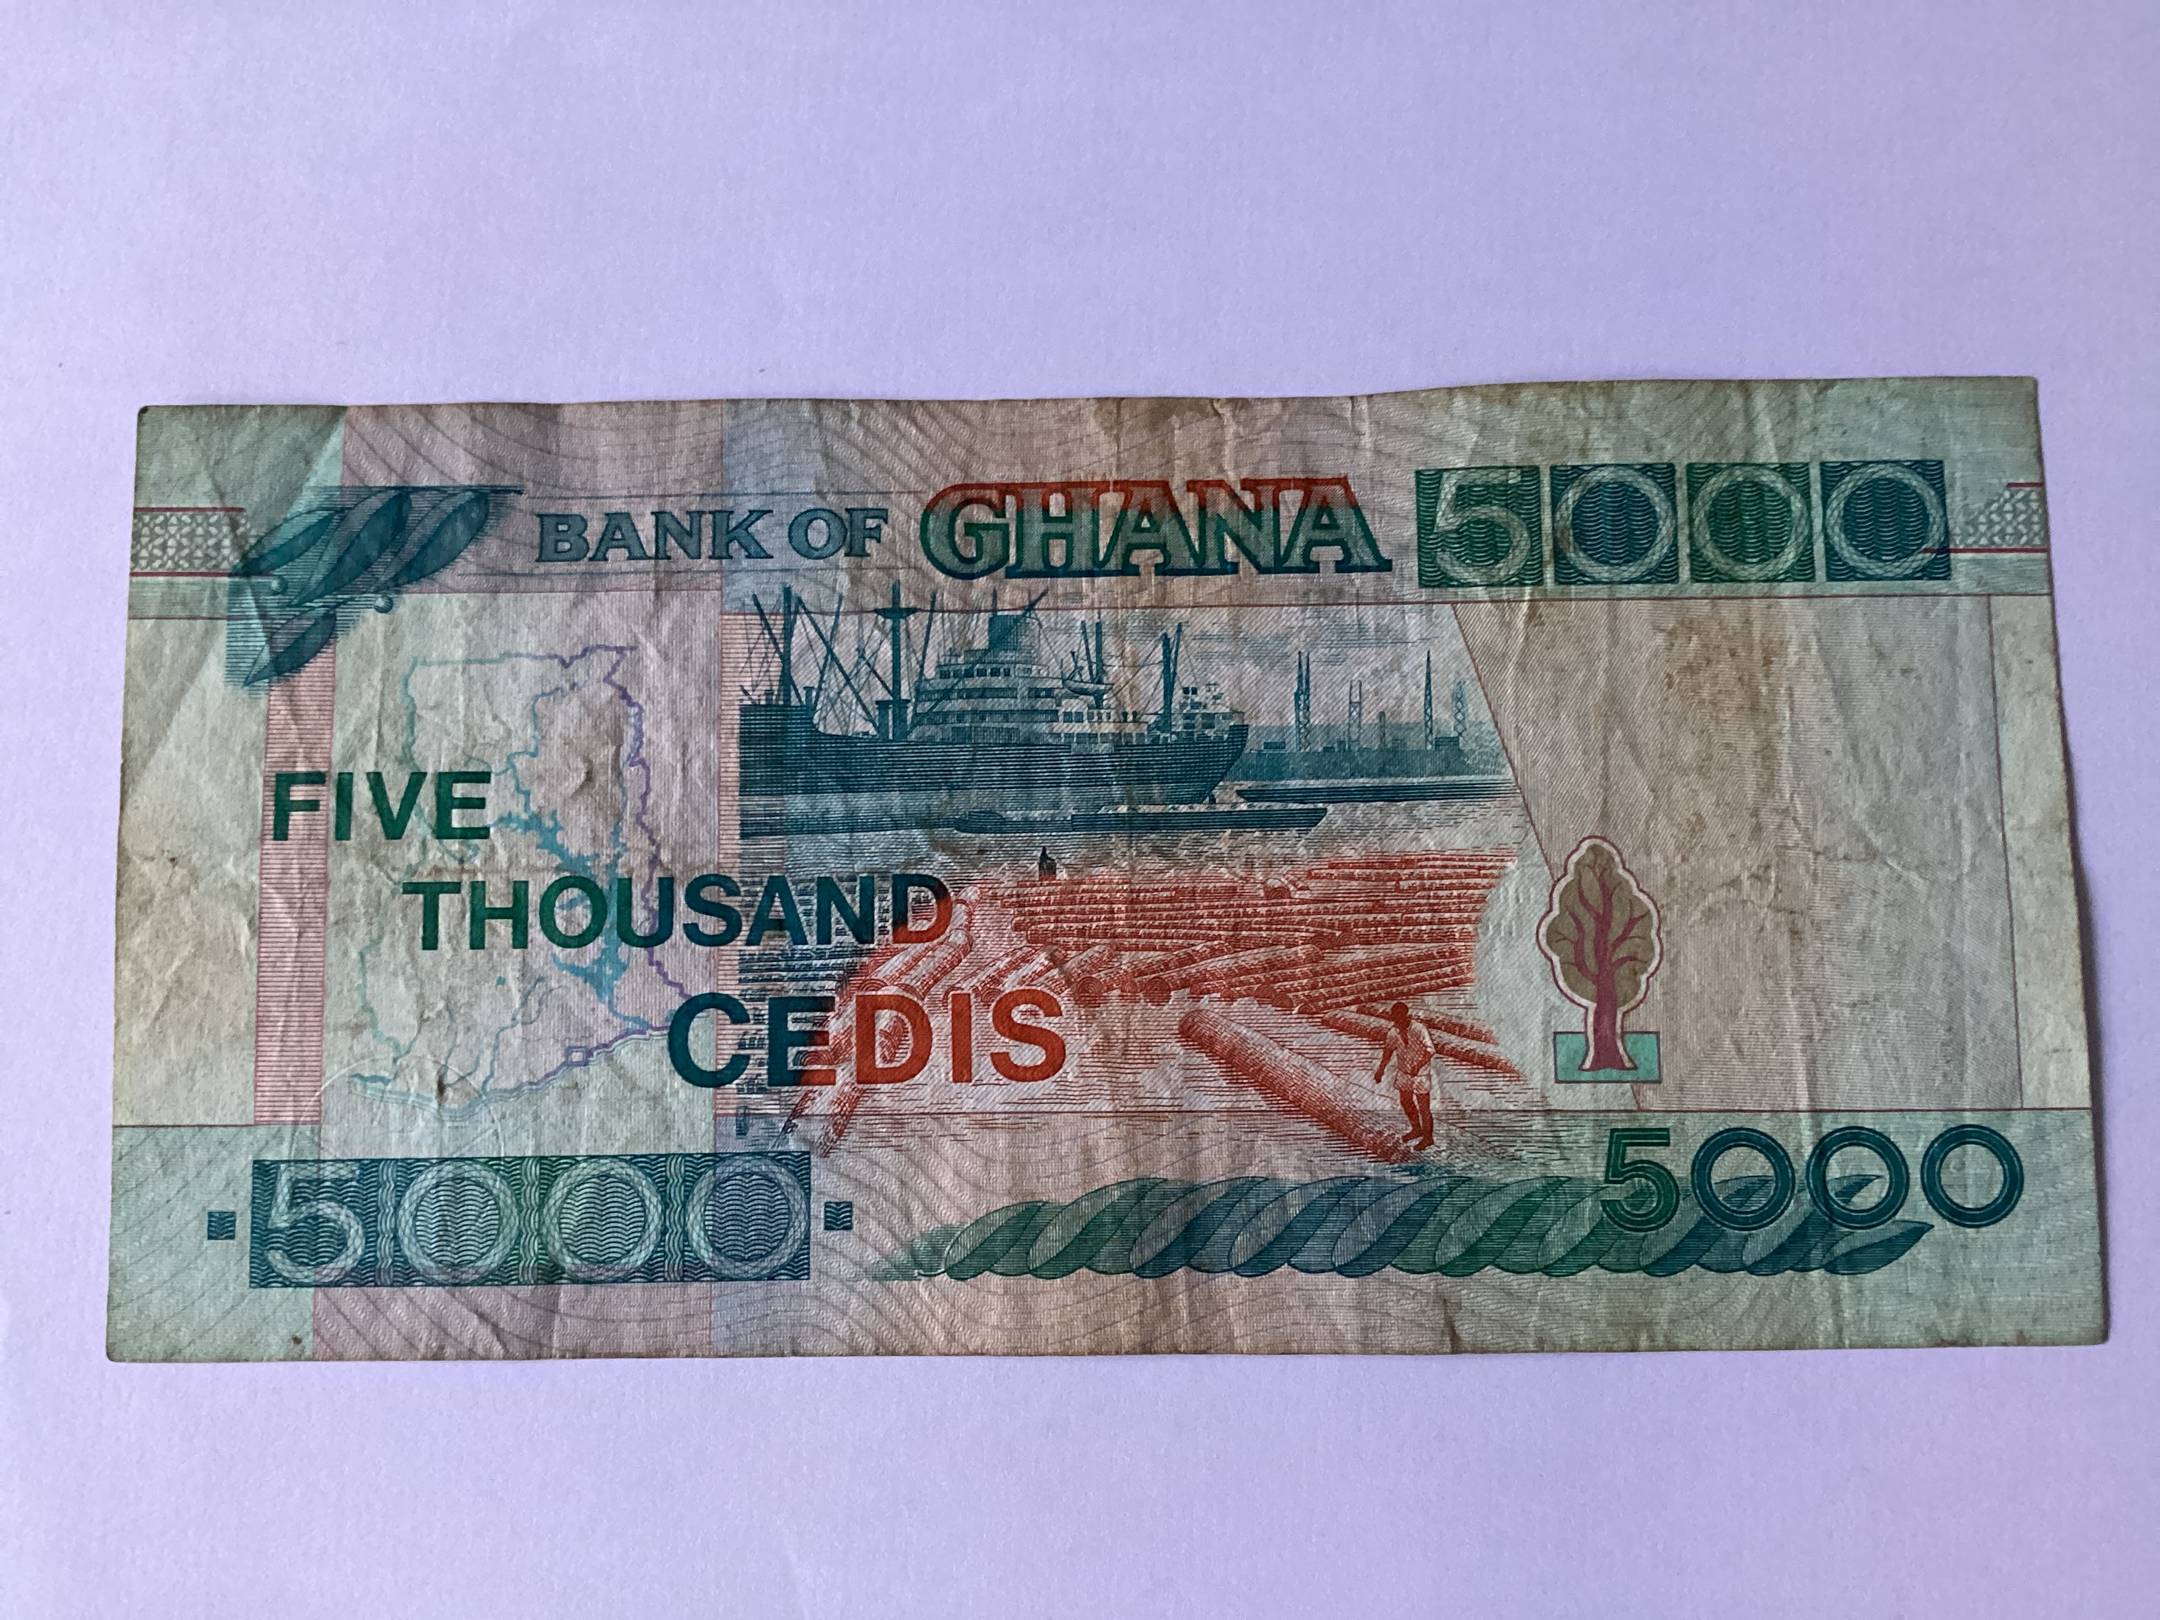 BANK OF GHANA 5000
FIVE
THOUSAND
CEDIS
5000
5000